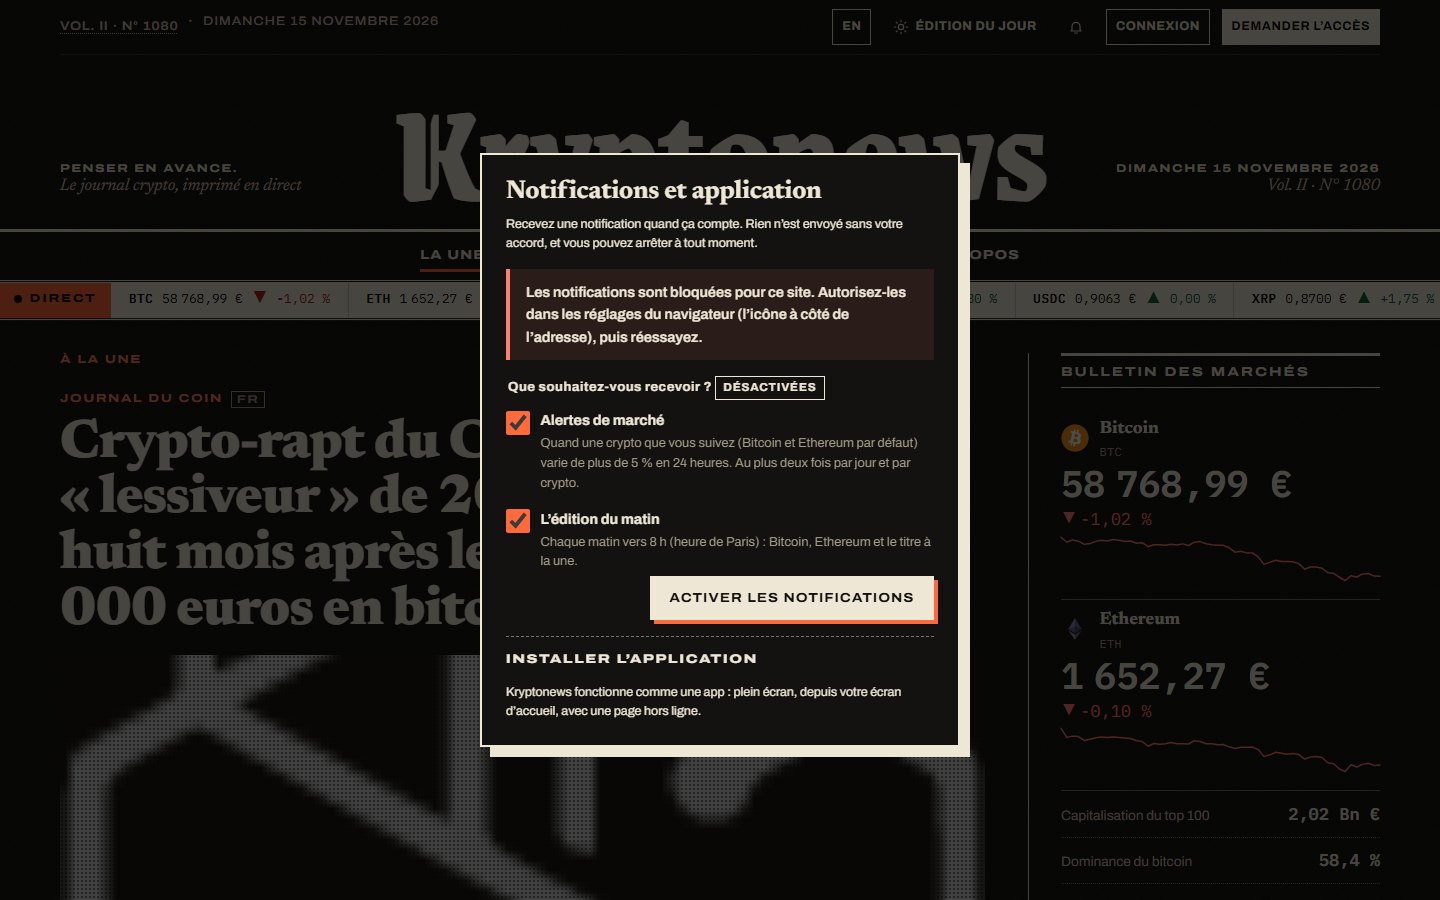 VOL. II · N° 1080 · DIMANCHE 15 NOVEMBRE 2026
EN
ÉDITION DU JOUR
CONNEXION
DEMANDER L'ACCÈS
PENSER EN AVANCE.
Le journal crypto, imprimé en direct
Kryptonews
DIMANCHE 15 NOVEMBRE 2026
Vol. II · N° 1080
LA UNE
OPOS
DIRECT
BTC 58 768,99 € ▼ -1,02 %
ETH 1 652,27 €
%
USDC 0,9063 € ▲ 0,00 %
XRP 0,8700 € ▲ +1,75 %
Notifications et application
Recevez une notification quand ça compte. Rien n'est envoyé sans votre
accord, et vous pouvez arrêter à tout moment.
Les notifications sont bloquées pour ce site. Autorisez-les
dans les réglages du navigateur (l'icône à côté de
l'adresse), puis réessayez.
Que souhaitez-vous recevoir ? DÉSACTIVÉES
Alertes de marché
Quand une crypto que vous suivez (Bitcoin et Ethereum par défaut)
varie de plus de 5 % en 24 heures. Au plus deux fois par jour et par
crypto.
L'édition du matin
Chaque matin vers 8 h (heure de Paris) : Bitcoin, Ethereum et le titre à
la une.
ACTIVER LES NOTIFICATIONS
INSTALLER L'APPLICATION
Kryptonews fonctionne comme une app : plein écran, depuis votre écran
d'accueil, avec une page hors ligne.
À LA UNE
JOURNAL DU COIN FR
Crypto-rapt du
« lessiveur » de
huit mois après le
000 euros en bitc
BULLETIN DES MARCHÉS
Bitcoin
BTC
58 768,99 €
▼ -1,02 %
Ethereum
ETH
1 652,27 €
▼ -0,10 %
Capitalisation du top 100 2,02 Bn €
Dominance du bitcoin 58,4 %